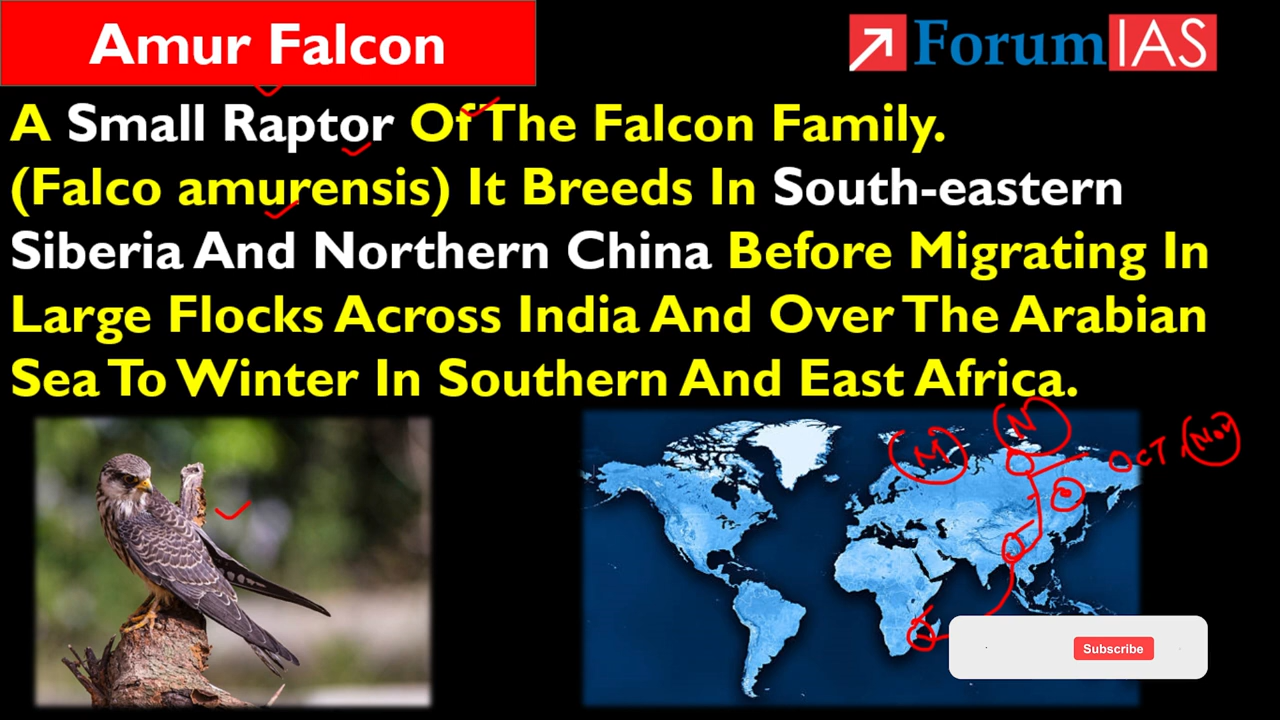 Amur Falcon
ForumIAS
A Small Raptor Of The Falcon Family.
(Falco amurensis) It Breeds In South-eastern
Siberia And Northern China Before Migrating In
Large Flocks Across India And Over The Arabian
Sea To Winter In Southern And East Africa.
M
N
OCT, Nov
Subscribe